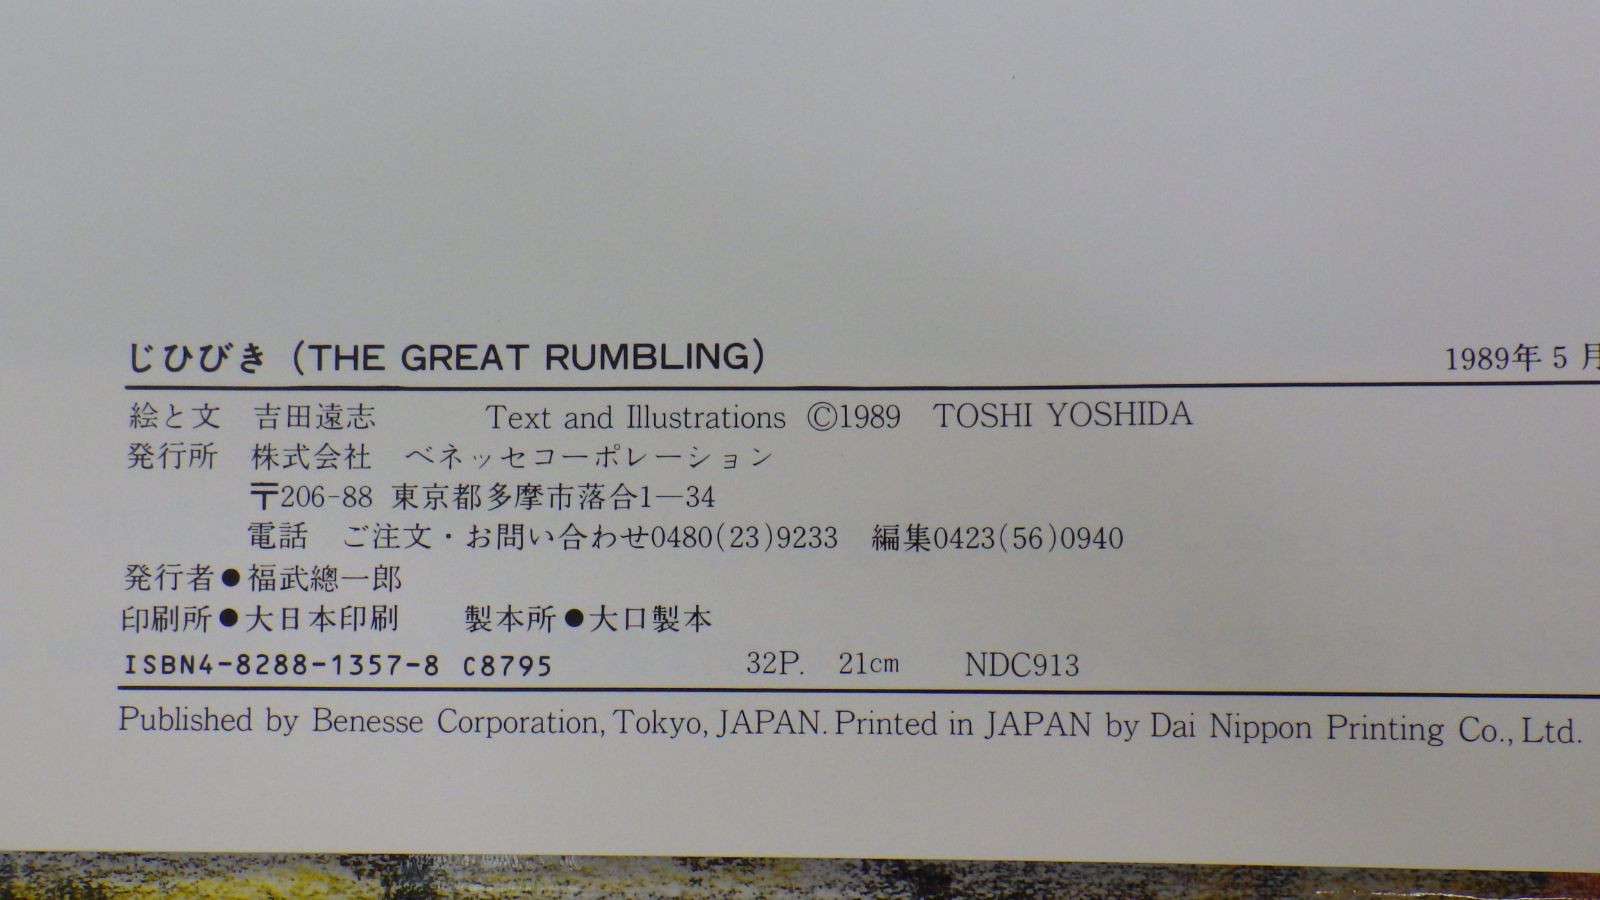 じひびき (THE GREAT RUMBLING) 1989年5月
絵と文 吉田遠志 Text and Illustrations ©1989 TOSHI YOSHIDA
発行所 株式会社 ベネッセコーポレーション
〒206-88 東京都多摩市落合1—34
電話 ご注文・お問い合わせ0480(23)9233 編集0423(56)0940
発行者●福武總一郎
印刷所●大日本印刷 製本所●大口製本
ISBN4-8288-1357-8 C8795 32P. 21cm NDC913
Published by Benesse Corporation, Tokyo, JAPAN. Printed in JAPAN by Dai Nippon Printing Co., Ltd.